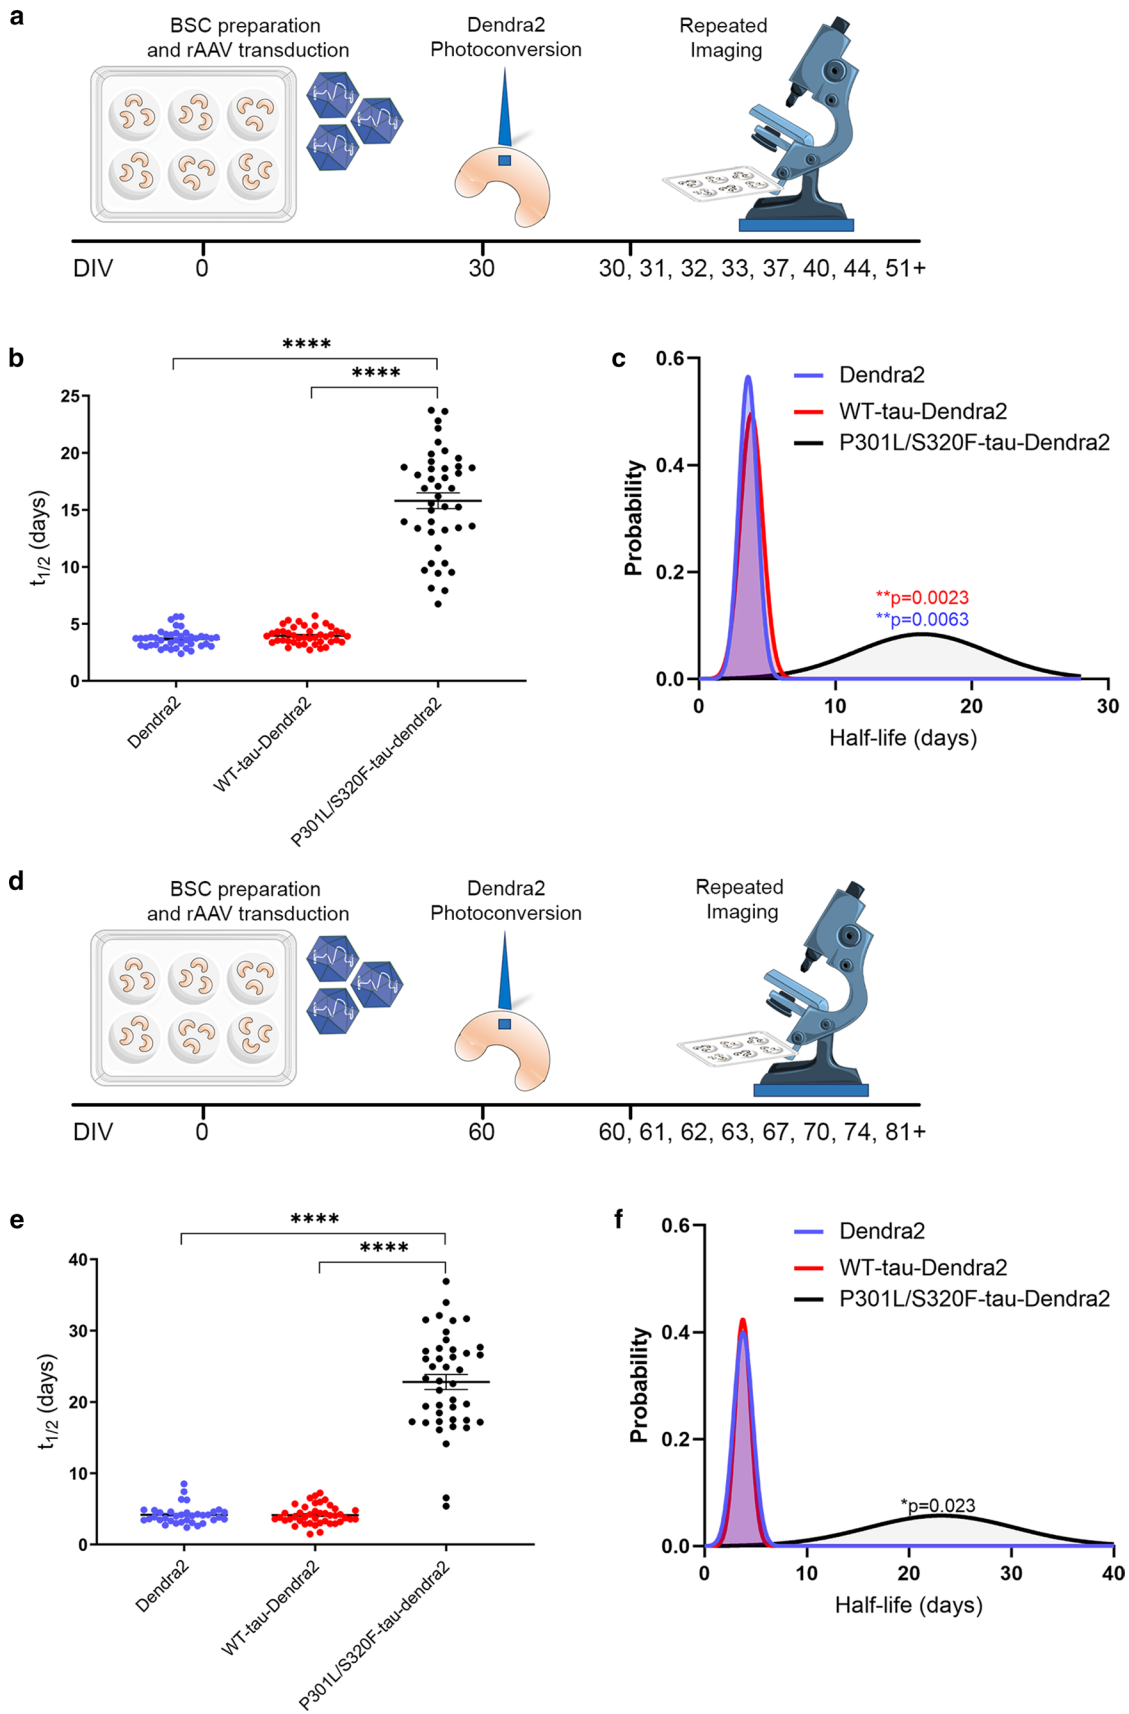 a
BSC preparation
and rAAV transduction
Dendra2
Photoconversion
Repeated
Imaging
DIV
0
30
30, 31, 32, 33, 37, 40, 44, 51+
b
****
****
25
20
15
10
5
0
t1/2 (days)
Dendra2
WT-tau-Dendra2
P301L/S320F-tau-dendra2
c
0.6
0.4
0.2
0.0
Probability
Dendra2
WT-tau-Dendra2
P301L/S320F-tau-Dendra2
**p=0.0023
**p=0.0063
0
10
20
30
Half-life (days)
d
BSC preparation
and rAAV transduction
Dendra2
Photoconversion
Repeated
Imaging
DIV
0
60
60, 61, 62, 63, 67, 70, 74, 81+
e
****
****
40
30
20
10
0
t1/2 (days)
Dendra2
WT-tau-Dendra2
P301L/S320F-tau-dendra2
f
0.6
0.4
0.2
0.0
Probability
Dendra2
WT-tau-Dendra2
P301L/S320F-tau-Dendra2
*p=0.023
0
10
20
30
40
Half-life (days)